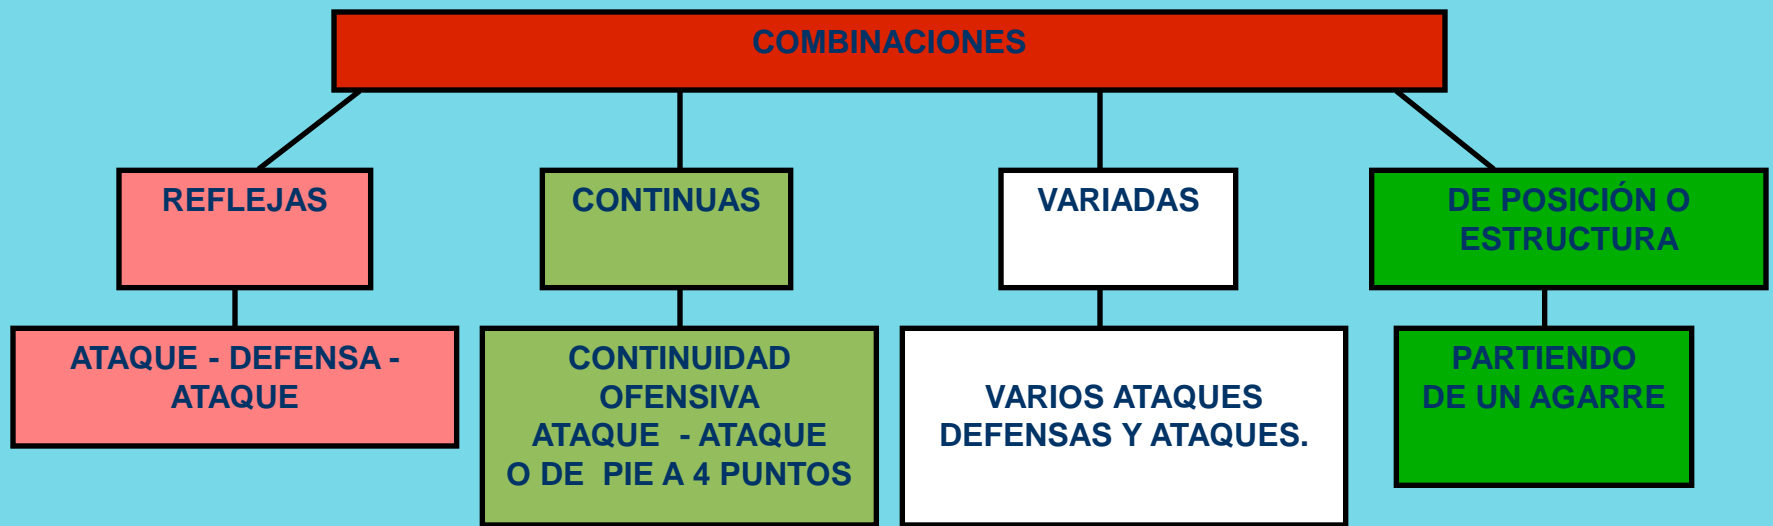 COMBINACIONES
REFLEJAS
CONTINUAS
VARIADAS
DE POSICIÓN O
ESTRUCTURA
ATAQUE - DEFENSA -
ATAQUE
CONTINUIDAD
OFENSIVA
ATAQUE - ATAQUE
O DE PIE A 4 PUNTOS
VARIOS ATAQUES
DEFENSAS Y ATAQUES.
PARTIENDO
DE UN AGARRE